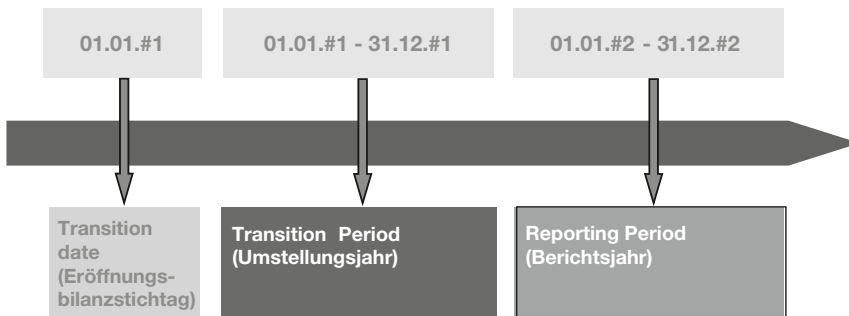 01.01.#1
01.01.#1 - 31.12.#1
01.01.#2 - 31.12.#2
Transition
date
(Eröffnungs-
bilanzstichtag)
Transition Period
(Umstellungsjahr)
Reporting Period
(Berichtsjahr)